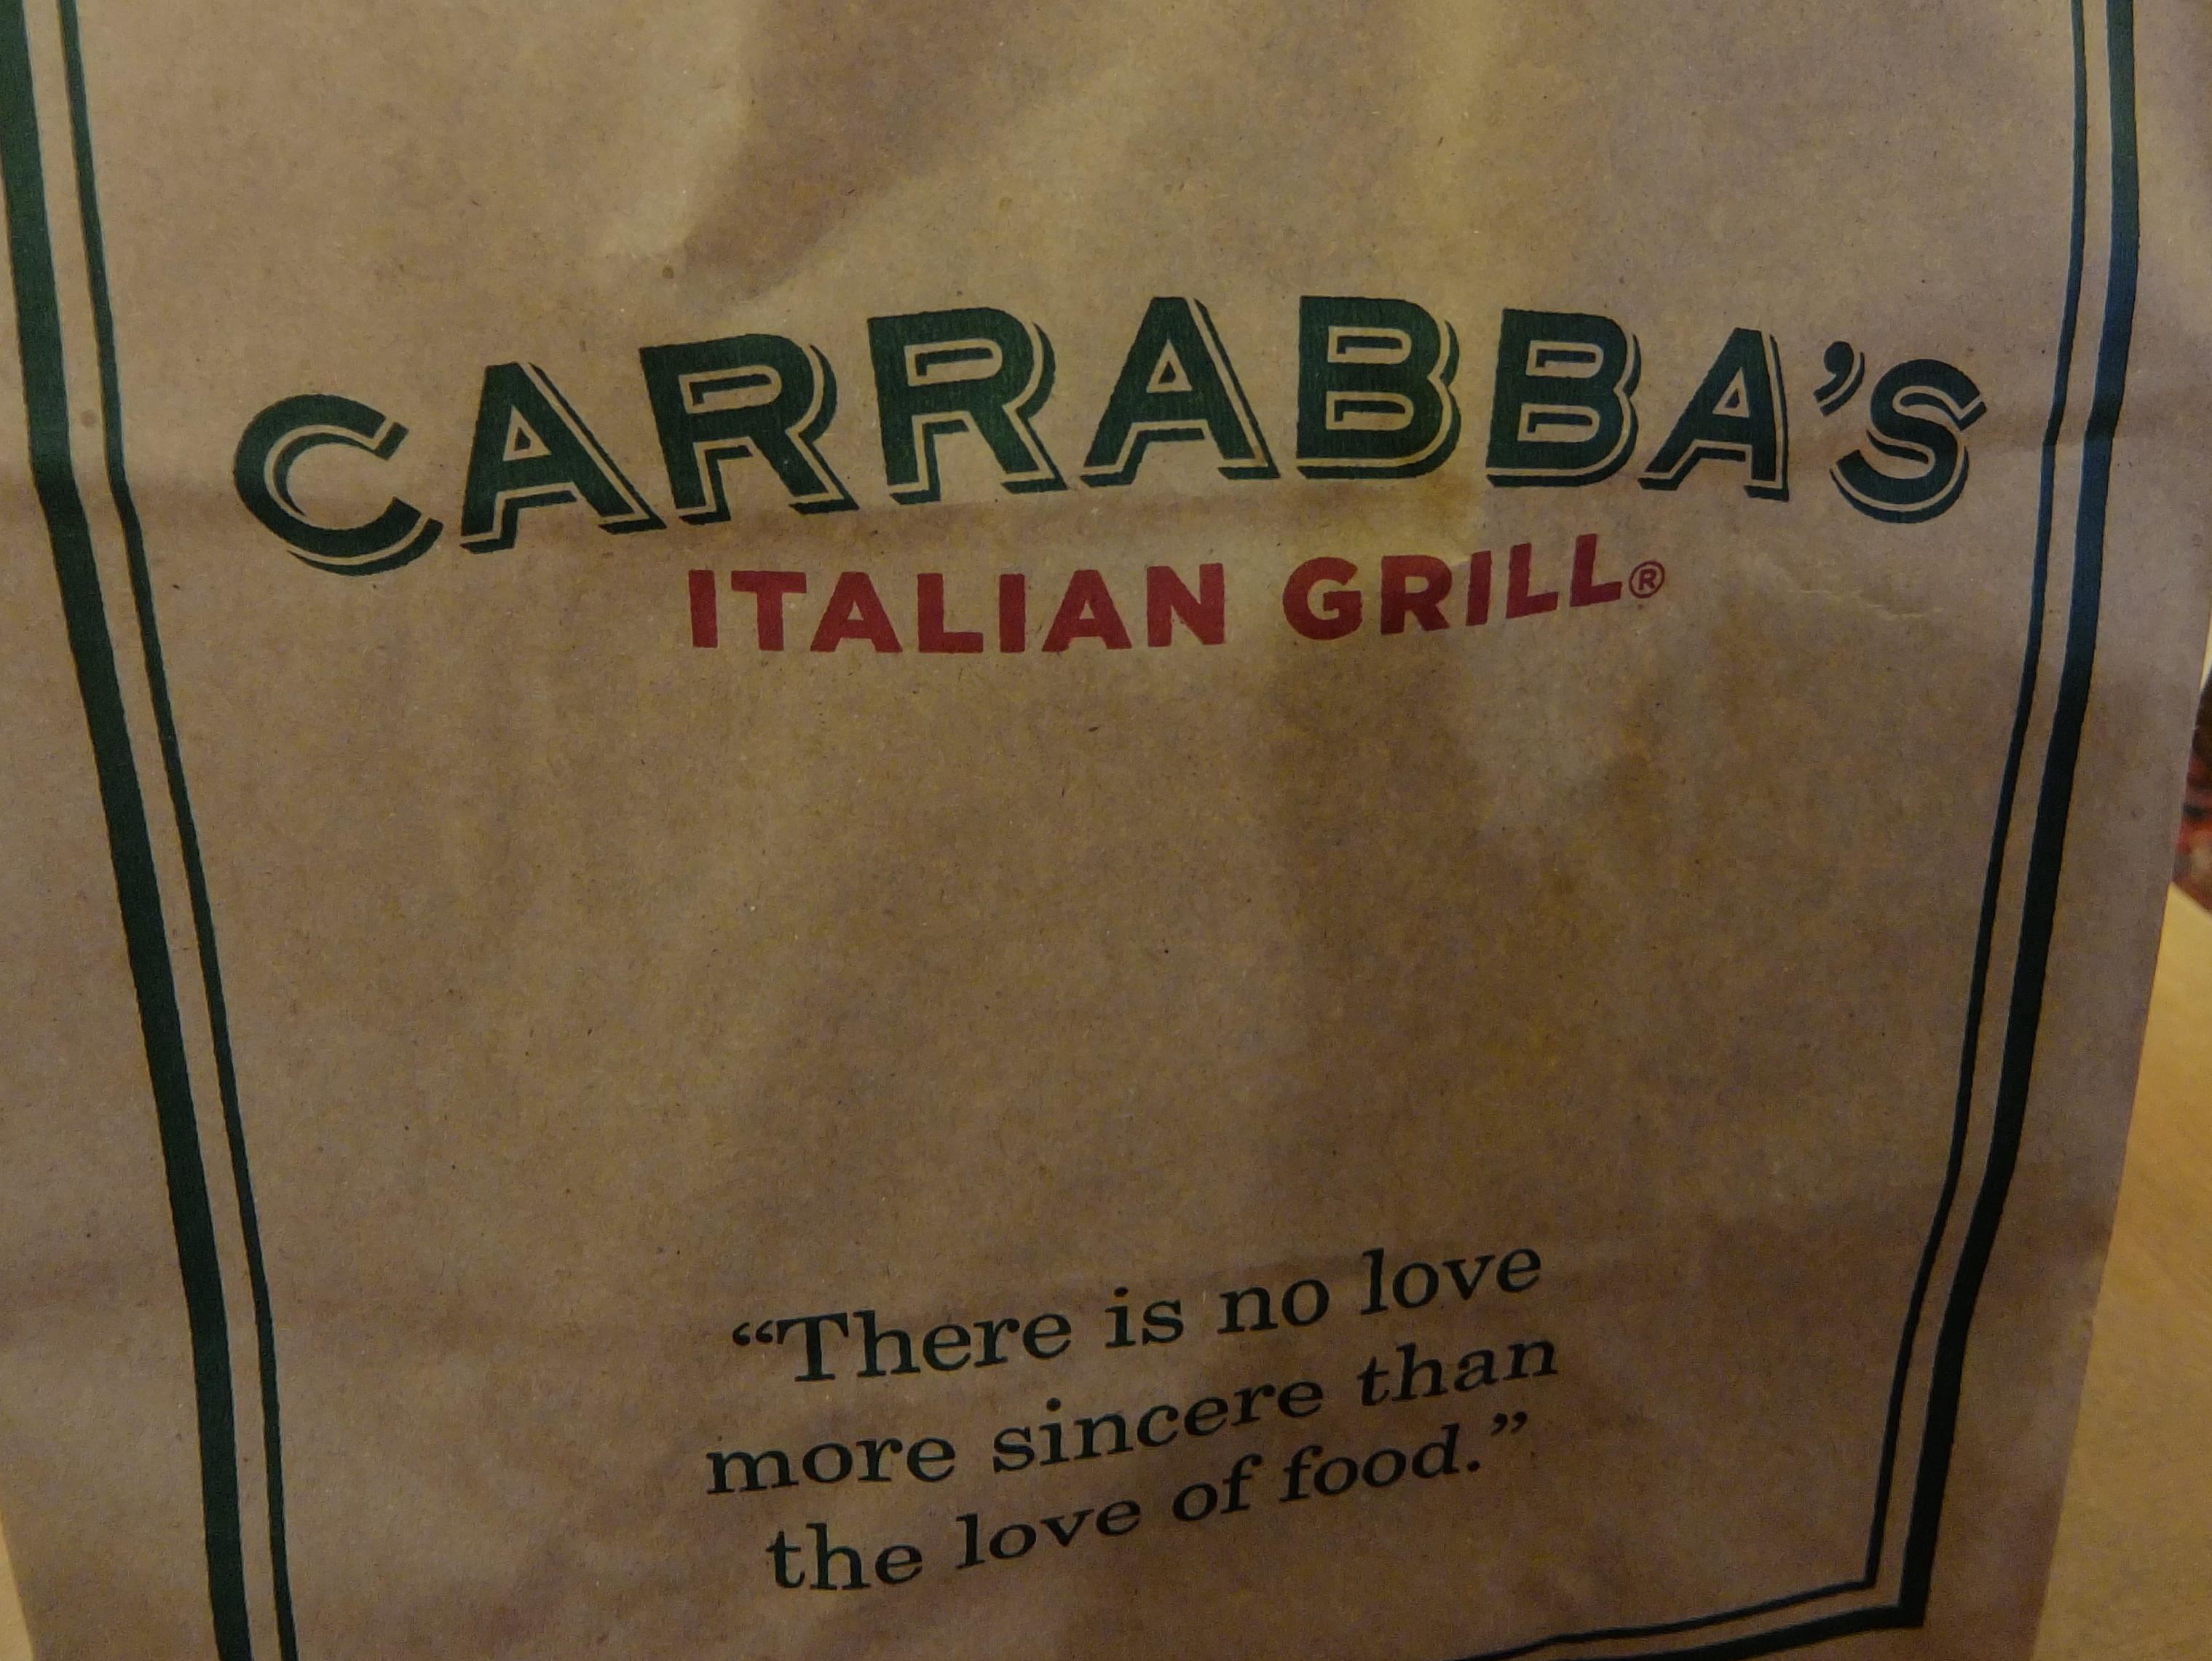 CARRABBA'S
ITALIAN GRILL®
“There is no love
more sincere than
the love of food.”